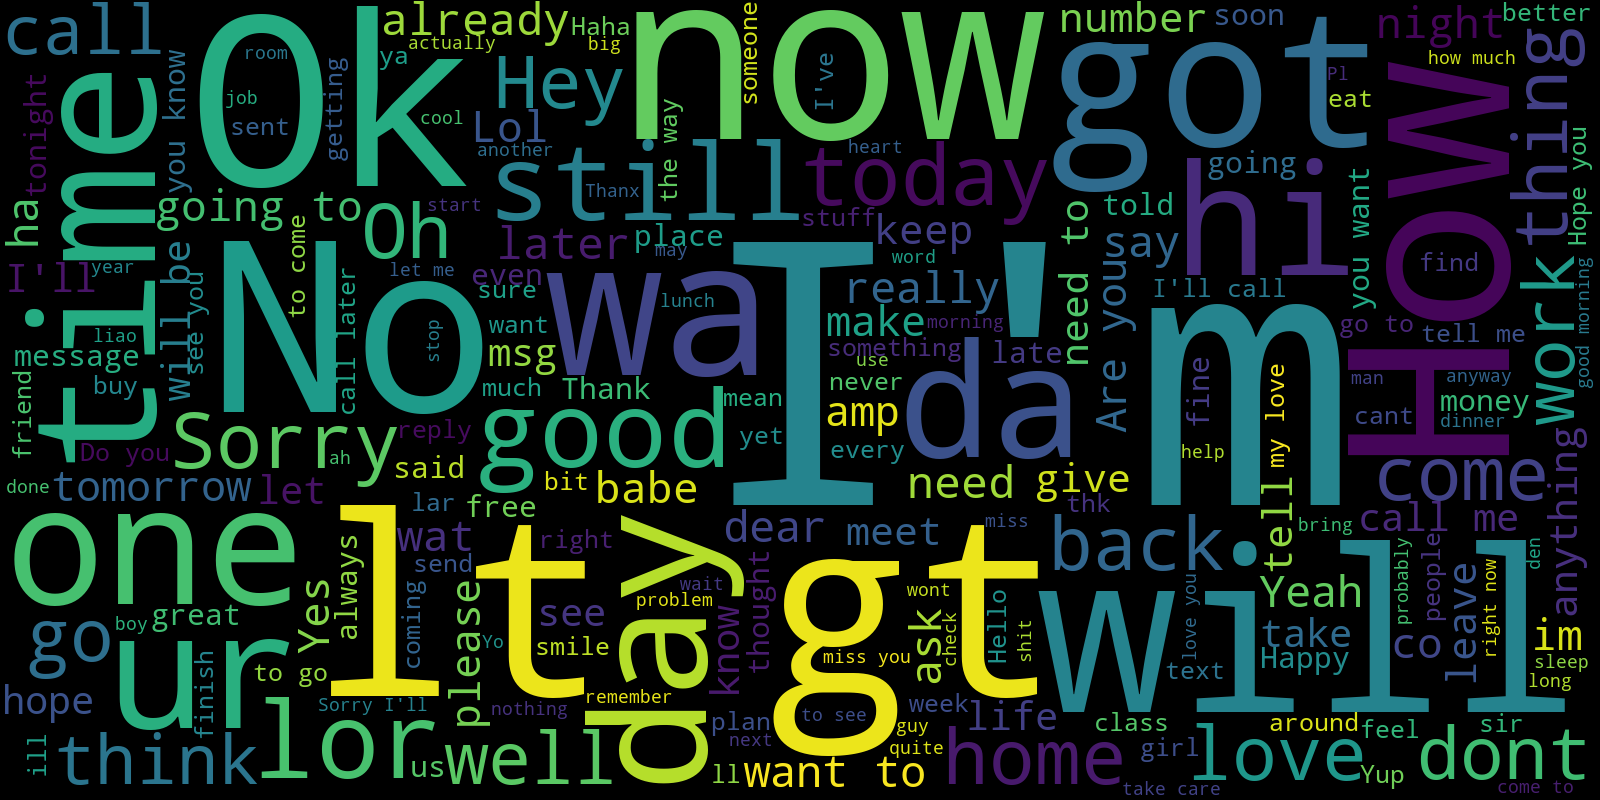 call
time
Ok
already
Haha
actually
big
ya
room
job
sent
getting
cool
Hey
Lol
another
now
someone
I've
the way
number
soon
got
night
better
how much
Pl
eat
HOW
thing
tonight
you know
ha
will be
going to
Oh
start
still
Thanx
heart
today
stuff
going
hi
told
need to
say
you want
Hope you
I'll
year
to come
let me
later
even
place
may
keep
word
really
I'll call
find
go to
tell me
good morning
work
liao
message
see you
buy
friend
No
call later
stop
sure
want
msg
much
Thank
wa
lunch
I'm
make
morning
something
use
late
never
da
Are you
fine
my love
man
anyway
cant
money
dinner
Do you
Sorry
reply
ah
said
good
mean
yet
amp
every
help
come
anything
done
tomorrow
let
lar
free
bit
babe
need
give
thk
tell
call me
bring
one
lt
wat
send
right
dear
meet
miss
back
people
probably
den
always
coming
please
see
wait
problem
day
know
thought
gt
wont
ask
check
Hello
shit
will
love you
Yeah
take
Happy
text
co
leave
right now
im
sleep
long
go
boy
great
Yes
ur
to go
finish
Yo
smile
miss you
hope
Sorry I'll
lor
nothing
remember
plan
next
to see
guy
quite
week
life
class
around
feel
sir
ill
think
us
well
ll
want to
home
girl
love
Yup
dont
take care
come to